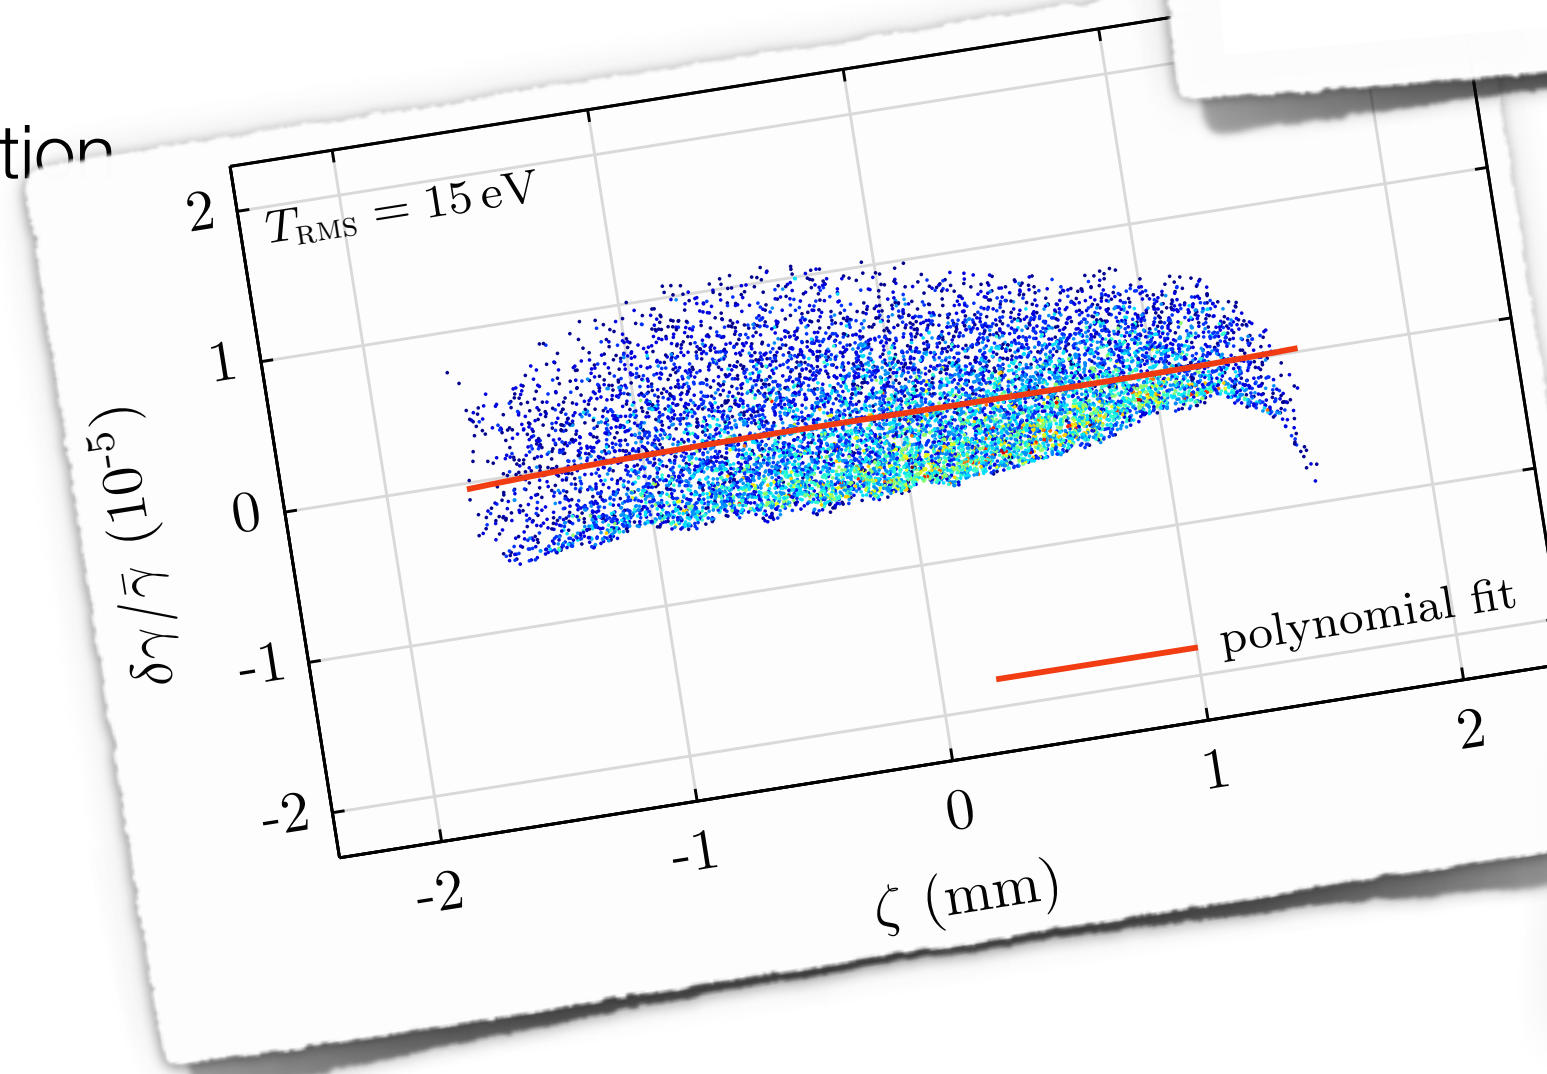 tion
T_RMS = 15 eV
2
1
0
-1
-2
δγ/γ̄ (10⁻⁵)
polynomial fit
-2
-1
0
1
2
ζ (mm)